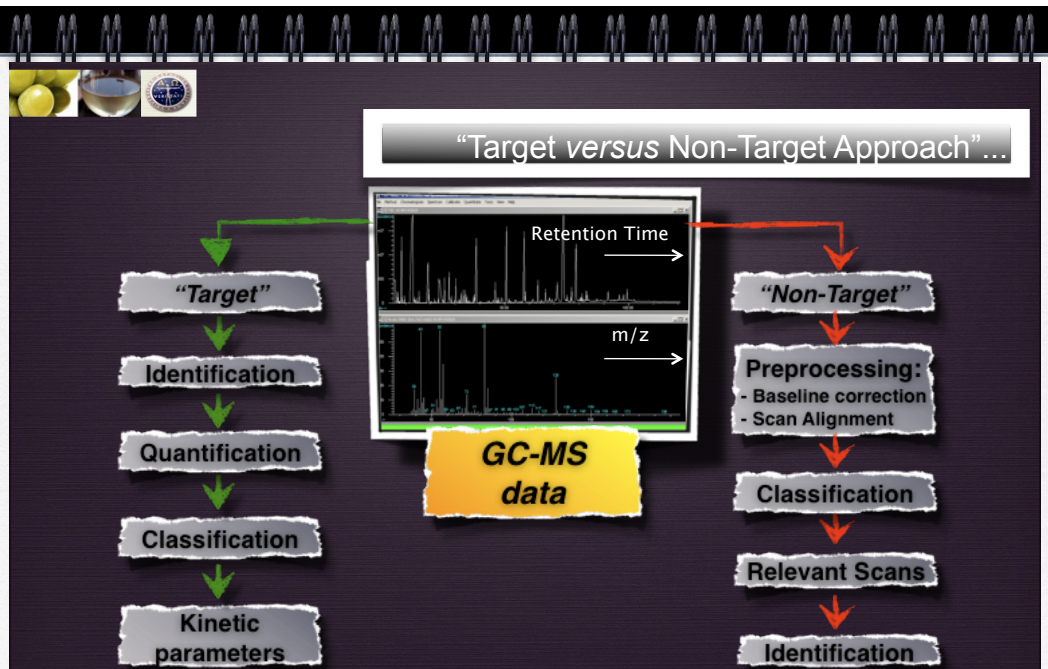 “Target versus Non-Target Approach”...
Retention Time
m/z
GC-MS
data
“Target”
Identification
Quantification
Classification
Kinetic
parameters
“Non-Target”
Preprocessing:
- Baseline correction
- Scan Alignment
Classification
Relevant Scans
Identification